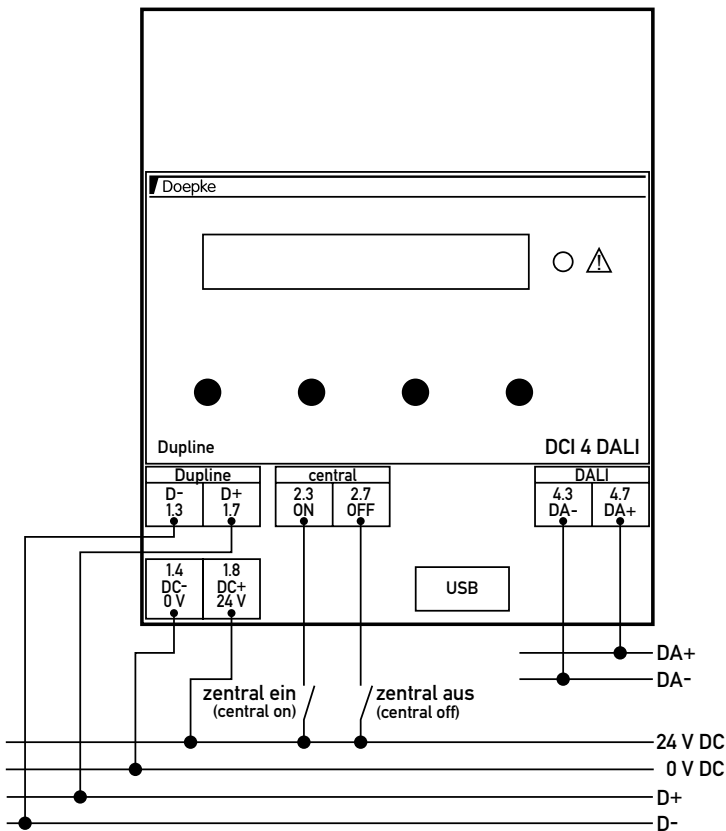 Doepke
Dupline
DCI 4 DALI
Dupline
central
DALI
D-
1.3
D+
1.7
2.3
ON
2.7
OFF
4.3
DA-
4.7
DA+
1.4
DC-
0 V
1.8
DC+
24 V
USB
DA+
DA-
zentral ein
(central on)
zentral aus
(central off)
24 V DC
0 V DC
D+
D-